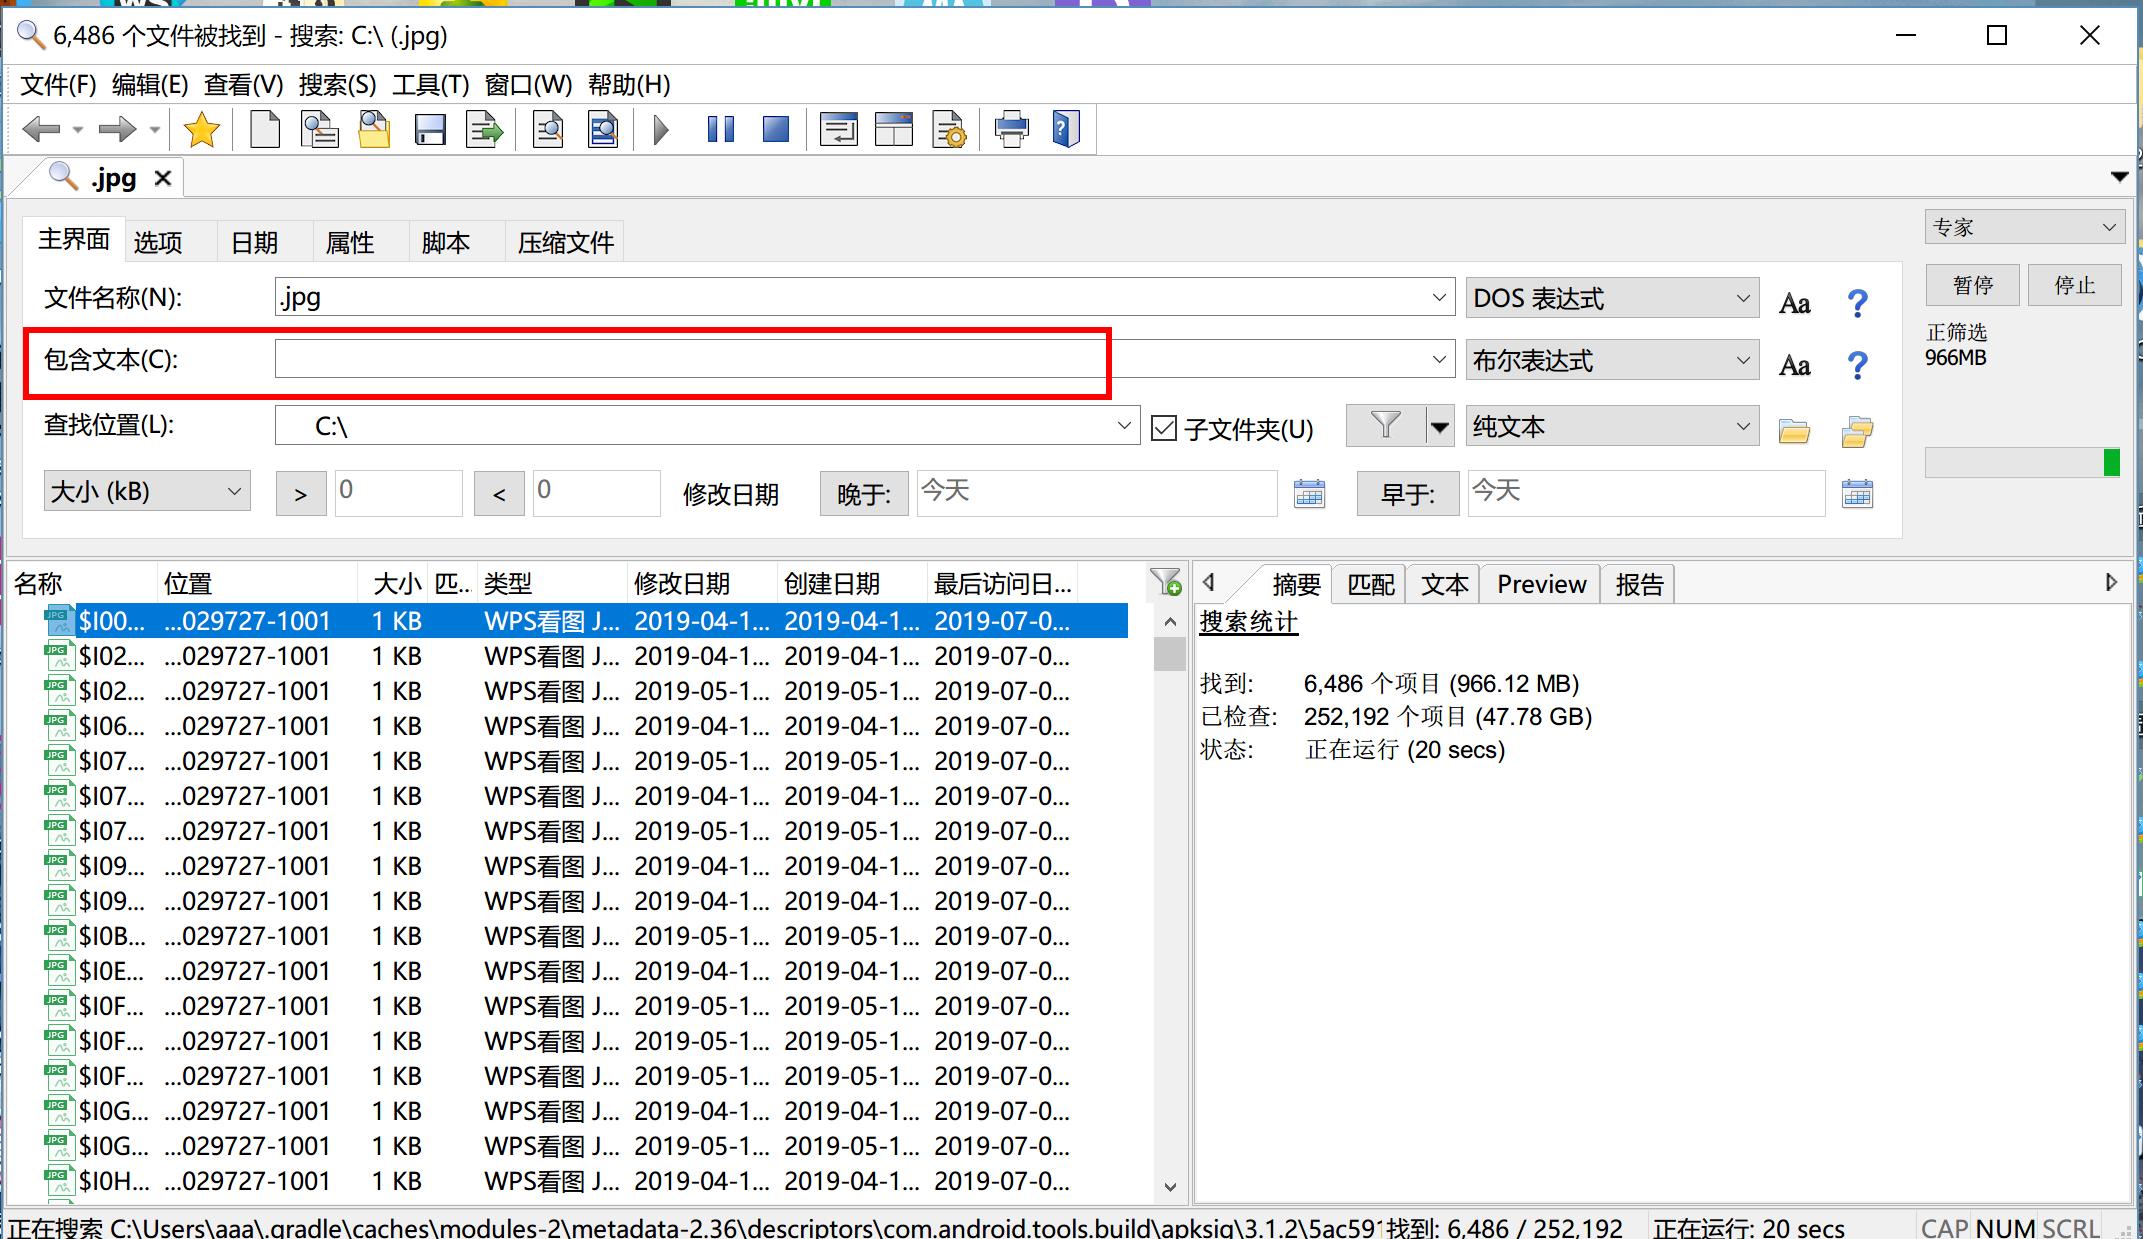 6,486 个文件被找到 - 搜索: C:\ (.jpg)
文件(F) 编辑(E) 查看(V) 搜索(S) 工具(T) 窗口(W) 帮助(H)
.jpg
主界面 选项 日期 属性 脚本 压缩文件
专家
文件名称(N): .jpg DOS 表达式 Aa ?
暂停 停止
包含文本(C): 布尔表达式 Aa ?
正筛选
966MB
查找位置(L): C:\ 子文件夹(U) 纯文本
大小 (kB) > 0 < 0 修改日期 晚于: 今天 早于: 今天
名称 位置 大小 匹... 类型 修改日期 创建日期 最后访问日...
摘要 匹配 文本 Preview 报告
$I00... ...029727-1001 1 KB WPS看图 J... 2019-04-1... 2019-04-1... 2019-07-0...
$I02... ...029727-1001 1 KB WPS看图 J... 2019-04-1... 2019-04-1... 2019-07-0...
$I02... ...029727-1001 1 KB WPS看图 J... 2019-05-1... 2019-05-1... 2019-07-0...
$I06... ...029727-1001 1 KB WPS看图 J... 2019-04-1... 2019-04-1... 2019-07-0...
$I07... ...029727-1001 1 KB WPS看图 J... 2019-05-1... 2019-05-1... 2019-07-0...
$I07... ...029727-1001 1 KB WPS看图 J... 2019-04-1... 2019-04-1... 2019-07-0...
$I07... ...029727-1001 1 KB WPS看图 J... 2019-05-1... 2019-05-1... 2019-07-0...
$I09... ...029727-1001 1 KB WPS看图 J... 2019-04-1... 2019-04-1... 2019-07-0...
$I09... ...029727-1001 1 KB WPS看图 J... 2019-04-1... 2019-04-1... 2019-07-0...
$I0B... ...029727-1001 1 KB WPS看图 J... 2019-05-1... 2019-05-1... 2019-07-0...
$I0E... ...029727-1001 1 KB WPS看图 J... 2019-04-1... 2019-04-1... 2019-07-0...
$I0F... ...029727-1001 1 KB WPS看图 J... 2019-05-1... 2019-05-1... 2019-07-0...
$I0F... ...029727-1001 1 KB WPS看图 J... 2019-04-1... 2019-04-1... 2019-07-0...
$I0F... ...029727-1001 1 KB WPS看图 J... 2019-05-1... 2019-05-1... 2019-07-0...
$I0G... ...029727-1001 1 KB WPS看图 J... 2019-04-1... 2019-04-1... 2019-07-0...
$I0G... ...029727-1001 1 KB WPS看图 J... 2019-05-1... 2019-05-1... 2019-07-0...
$I0H... ...029727-1001 1 KB WPS看图 J... 2019-04-1... 2019-04-1... 2019-07-0...
搜索统计
找到: 6,486 个项目 (966.12 MB)
已检查: 252,192 个项目 (47.78 GB)
状态: 正在运行 (20 secs)
正在搜索 C:\Users\aaa\.gradle\caches\modules-2\metadata-2.36\descriptors\com.android.tools.build\apksig\3.1.2\5ac591 找到: 6,486 / 252,192 正在运行: 20 secs CAP NUM SCRL